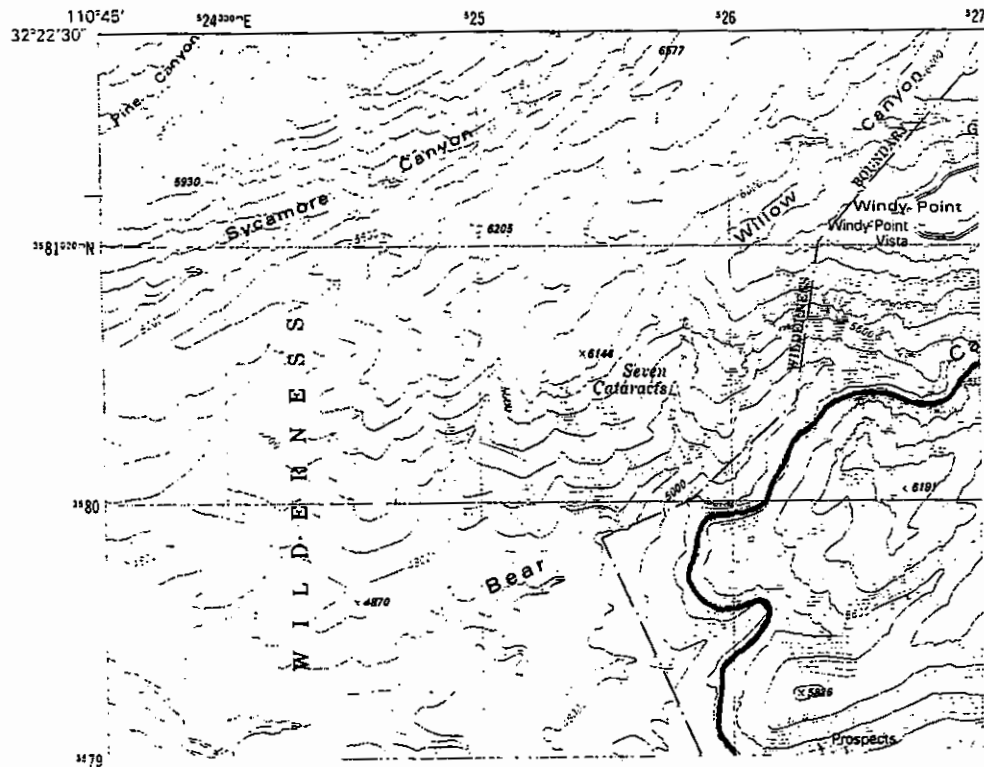 110°45'
⁵24⁰⁰⁰ᵐE
⁵25
⁵26
⁵27
32°22'30"
6577
Pine Canyon
Canyon
Canyon
BOUNDARY
5930
Sycamore
6205
Willow
Windy Point
Windy Point
Vista
³⁵81⁰⁰⁰ᵐN
WILDERNESS
5600
×6144
Seven
Cataracts
Ca
WILDERNESS
5000
³⁵80
6191
Bear
4870
×5836
Prospects
³⁵79